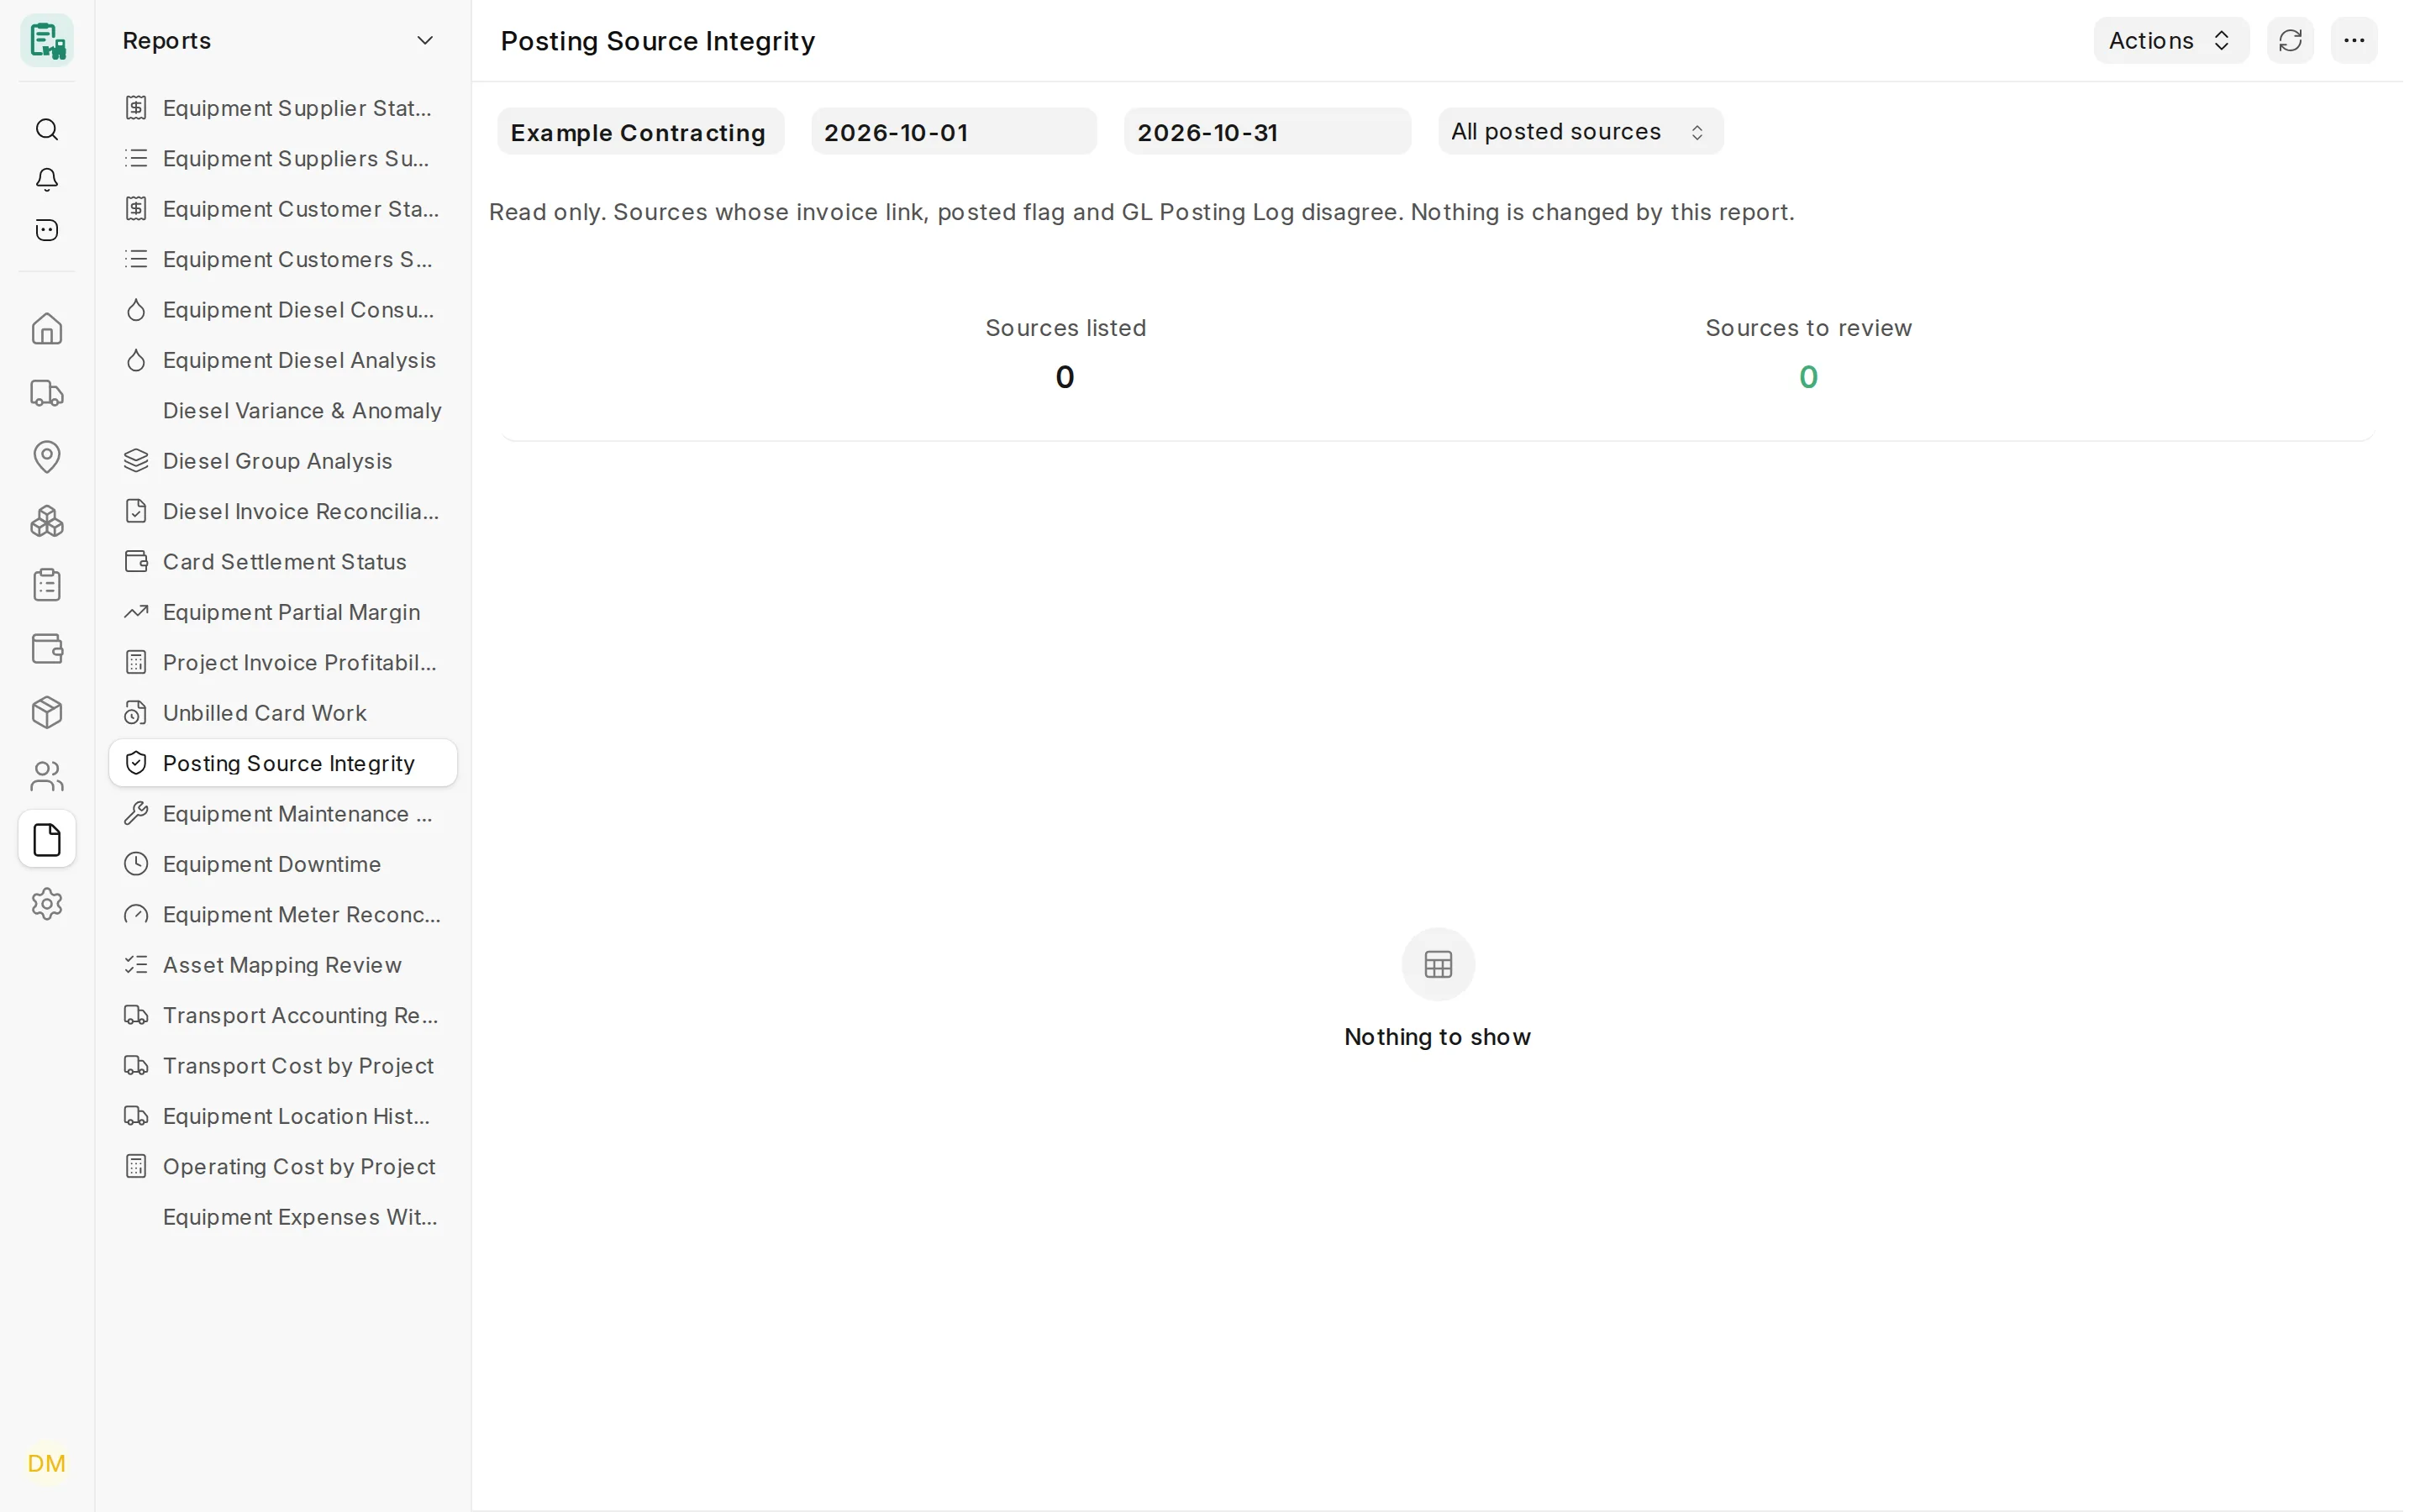 Reports
Equipment Supplier Stat...
Equipment Suppliers Su...
Equipment Customer Sta...
Equipment Customers S...
Equipment Diesel Consu...
Equipment Diesel Analysis
Diesel Variance & Anomaly
Diesel Group Analysis
Diesel Invoice Reconcilia...
Card Settlement Status
Equipment Partial Margin
Project Invoice Profitabil...
Unbilled Card Work
Posting Source Integrity
Equipment Maintenance ...
Equipment Downtime
Equipment Meter Reconc...
Asset Mapping Review
Transport Accounting Re...
Transport Cost by Project
Equipment Location Hist...
Operating Cost by Project
Equipment Expenses Wit...
DM
Posting Source Integrity
Actions
Example Contracting
2026-10-01
2026-10-31
All posted sources
Read only. Sources whose invoice link, posted flag and GL Posting Log disagree. Nothing is changed by this report.
Sources listed
0
Sources to review
0
Nothing to show